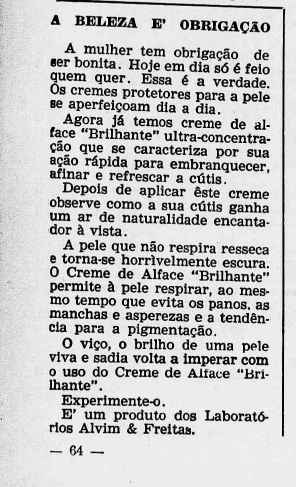 A BELEZA E' OBRIGAÇÃO
A mulher tem obrigação de
ser bonita. Hoje em dia só é feio
quem quer. Essa é a verdade.
Os cremes protetores para a pele
se aperfeiçoam dia a dia.
Agora já temos creme de al-
face "Brilhante" ultra-concentra-
ção que se caracteriza por sua
ação rápida para embranquecer,
afinar e refrescar a cútis.
Depois de aplicar êste creme
observe como a sua cútis ganha
um ar de naturalidade encanta-
dor à vista.
A pele que não respira resseca
e torna-se horrivelmente escura.
O Creme de Alface "Brilhante"
permite à pele respirar, ao mes-
mo tempo que evita os panos, as
manchas e asperezas e a tendên-
cia para a pigmentação.
O viço, o brilho de uma pele
viva e sadia volta a imperar com
o uso do Creme de Alface "Bri-
lhante".
Experimente-o.
E' um produto dos Laborató-
rios Alvim & Freitas.
— 64 —